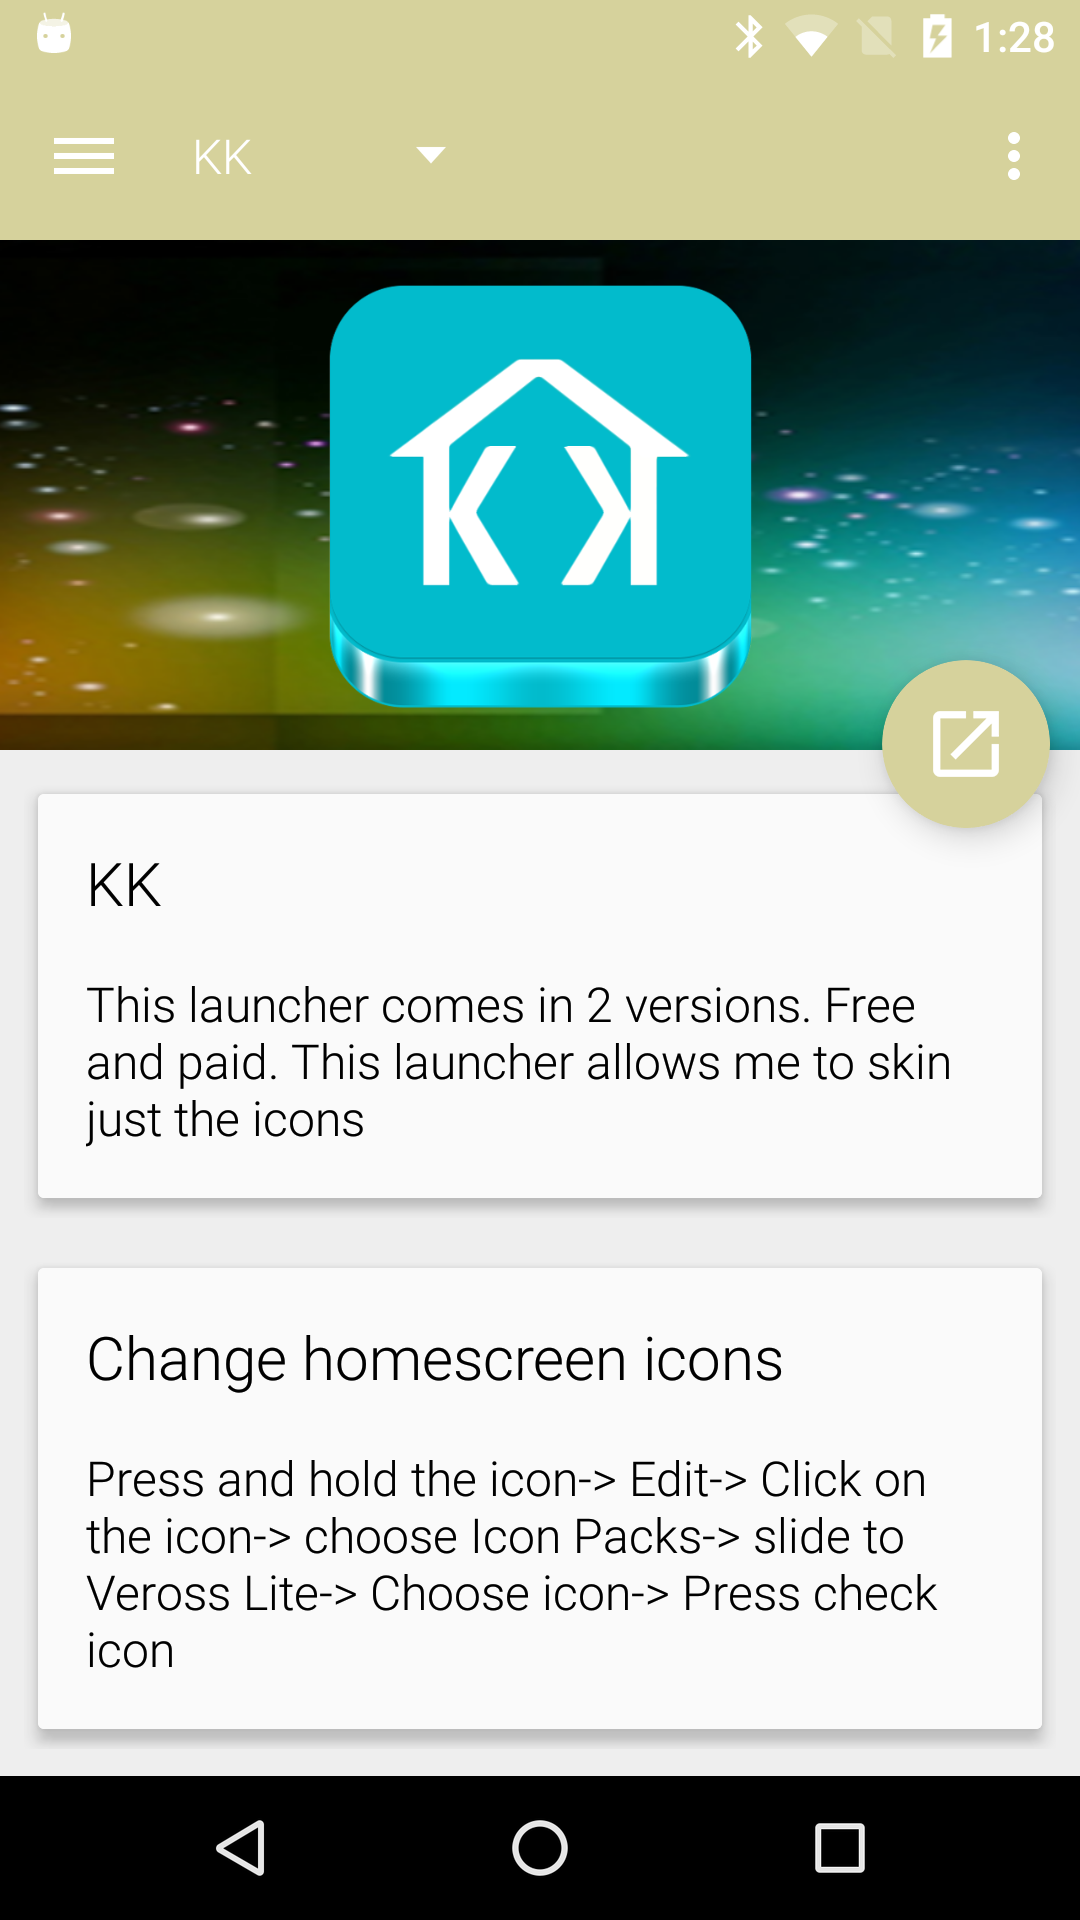 1:28
KK
KK
KK
This launcher comes in 2 versions. Free
and paid. This launcher allows me to skin
just the icons
Change homescreen icons
Press and hold the icon-> Edit-> Click on
the icon-> choose Icon Packs-> slide to
Veross Lite-> Choose icon-> Press check
icon